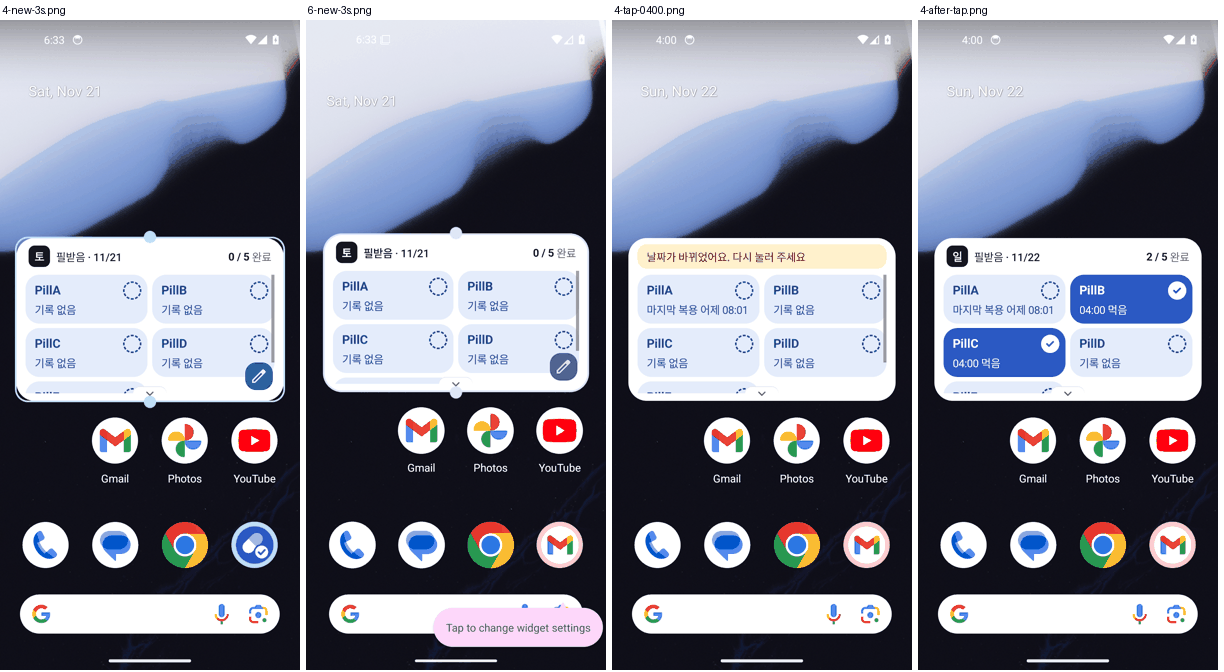 4-new-3s.png
6:33
Sat, Nov 21
토 필받음 · 11/21 0 / 5 완료
PillA PillB
기록 없음 기록 없음
PillC PillD
기록 없음 기록 없음
Gmail Photos YouTube
6-new-3s.png
6:33
Sat, Nov 21
토 필받음 · 11/21 0 / 5 완료
PillA PillB
기록 없음 기록 없음
PillC PillD
기록 없음 기록 없음
Gmail Photos YouTube
Tap to change widget settings
4-tap-0400.png
4:00
Sun, Nov 22
날짜가 바뀌었어요. 다시 눌러 주세요
PillA PillB
마지막 복용 어제 08:01 기록 없음
PillC PillD
기록 없음 기록 없음
Gmail Photos YouTube
4-after-tap.png
4:00
Sun, Nov 22
일 필받음 · 11/22 2 / 5 완료
PillA PillB
마지막 복용 어제 08:01 04:00 먹음
PillC PillD
04:00 먹음 기록 없음
Gmail Photos YouTube